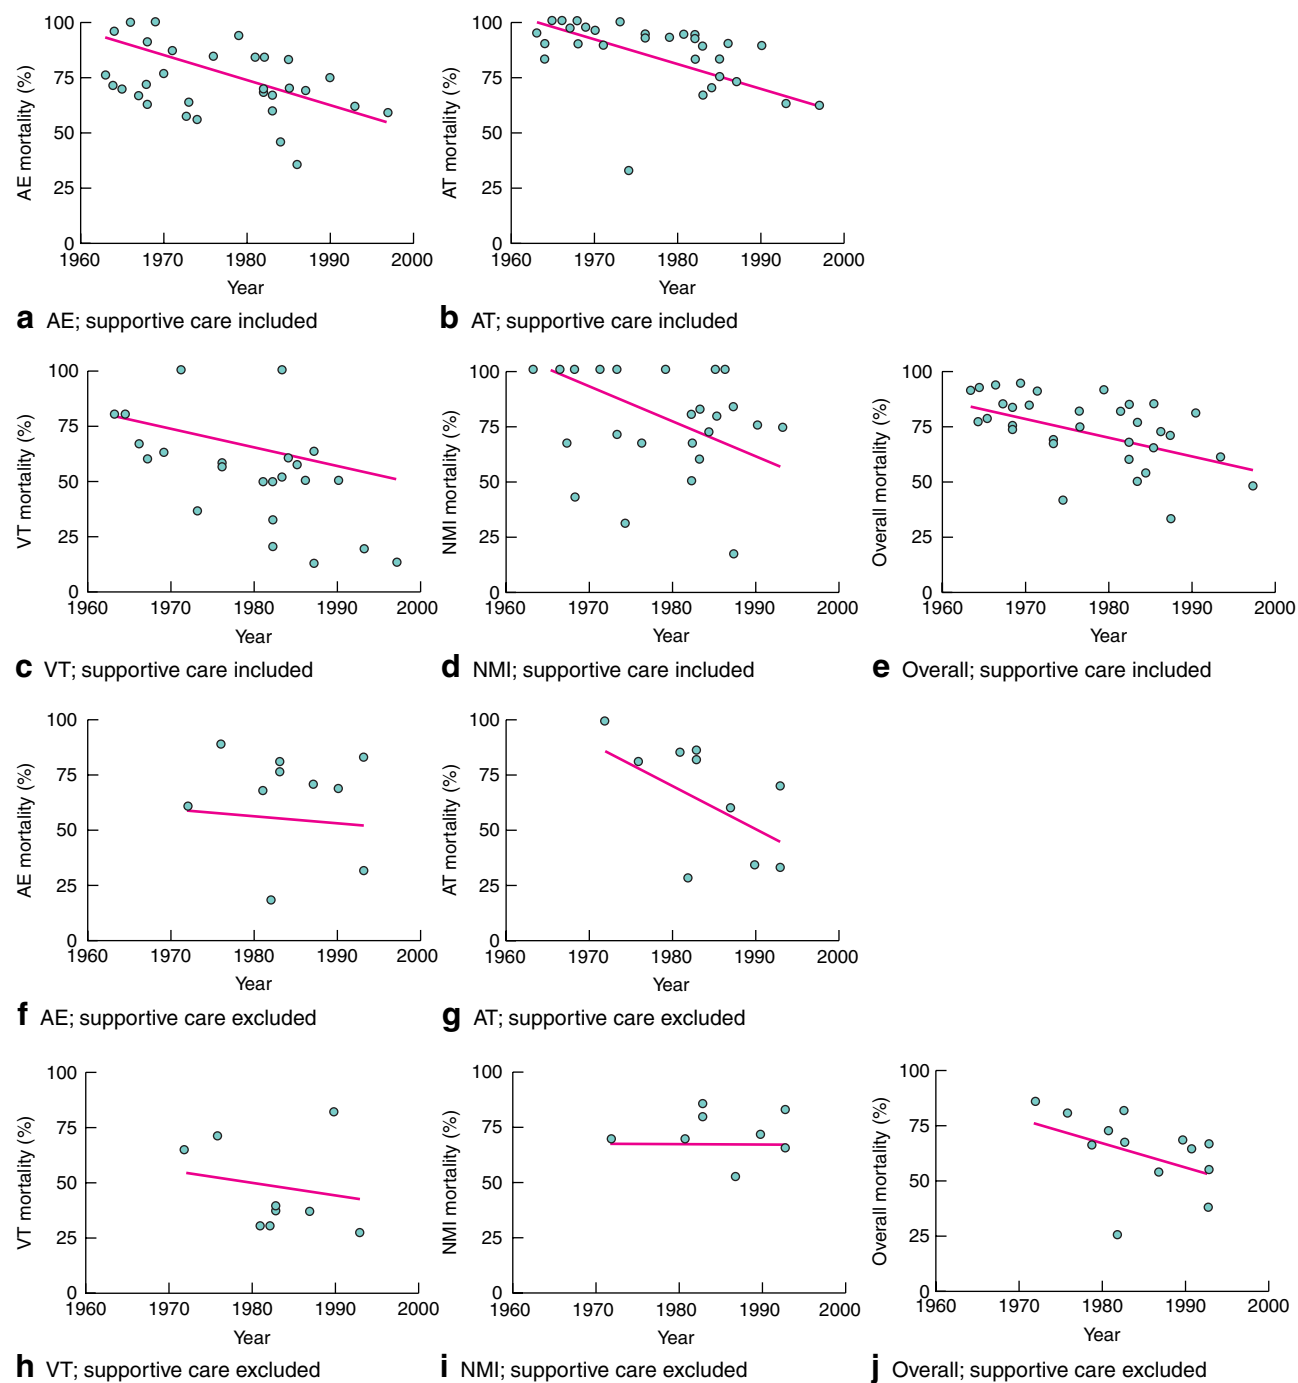 100
75
50
25
0
AE mortality (%)
1960 1970 1980 1990 2000
Year
a AE; supportive care included
100
75
50
25
0
AT mortality (%)
1960 1970 1980 1990 2000
Year
b AT; supportive care included
100
75
50
25
0
VT mortality (%)
1960 1970 1980 1990 2000
Year
c VT; supportive care included
100
75
50
25
0
NMI mortality (%)
1960 1970 1980 1990 2000
Year
d NMI; supportive care included
100
75
50
25
0
Overall mortality (%)
1960 1970 1980 1990 2000
Year
e Overall; supportive care included
100
75
50
25
0
AE mortality (%)
1960 1970 1980 1990 2000
Year
f AE; supportive care excluded
100
75
50
25
0
AT mortality (%)
1960 1970 1980 1990 2000
Year
g AT; supportive care excluded
100
75
50
25
0
VT mortality (%)
1960 1970 1980 1990 2000
Year
h VT; supportive care excluded
100
75
50
25
0
NMI mortality (%)
1960 1970 1980 1990 2000
Year
i NMI; supportive care excluded
100
75
50
25
0
Overall mortality (%)
1960 1970 1980 1990 2000
Year
j Overall; supportive care excluded